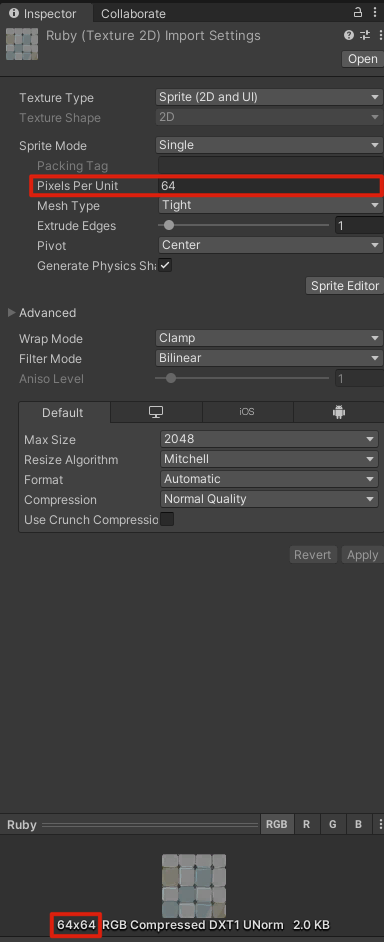 Inspector Collaborate
Ruby (Texture 2D) Import Settings
Open
Texture Type Sprite (2D and UI)
Texture Shape 2D
Sprite Mode Single
Packing Tag
Pixels Per Unit 64
Mesh Type Tight
Extrude Edges 1
Pivot Center
Generate Physics Sha
Sprite Editor
Advanced
Wrap Mode Clamp
Filter Mode Bilinear
Aniso Level 1
Default iOS
Max Size 2048
Resize Algorithm Mitchell
Format Automatic
Compression Normal Quality
Use Crunch Compressio
Revert Apply
Ruby RGB R G B
64x64 RGB Compressed DXT1 UNorm 2.0 KB